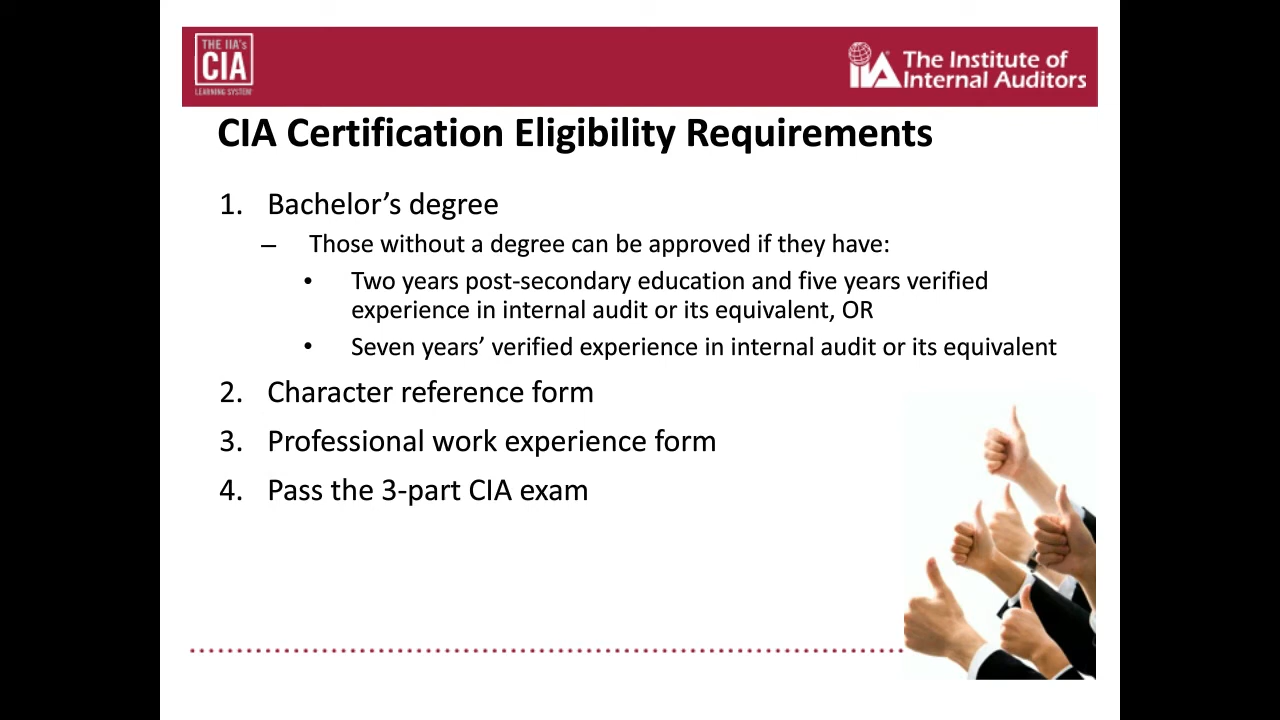 THE IIA's
CIA
LEARNING SYSTEM®
IIA®
The Institute of
Internal Auditors
CIA Certification Eligibility Requirements
1. Bachelor’s degree
– Those without a degree can be approved if they have:
• Two years post-secondary education and five years verified
experience in internal audit or its equivalent, OR
• Seven years’ verified experience in internal audit or its equivalent
2. Character reference form
3. Professional work experience form
4. Pass the 3-part CIA exam